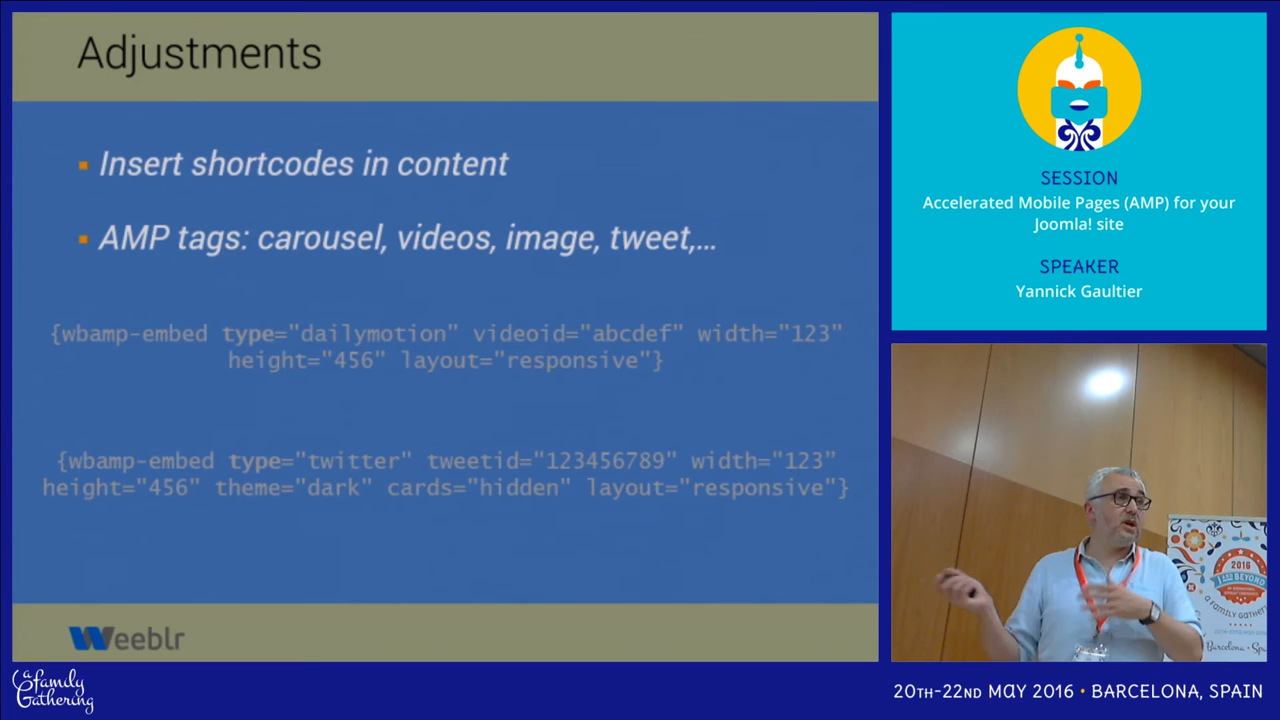 Adjustments
Insert shortcodes in content
AMP tags: carousel, videos, image, tweet,...
{wbamp-embed type="dailymotion" videoid="abcdef" width="123"
height="456" layout="responsive"}
{wbamp-embed type="twitter" tweetid="123456789" width="123"
height="456" theme="dark" cards="hidden" layout="responsive"}
Weeblr
SESSION
Accelerated Mobile Pages (AMP) for your
Joomla! site
SPEAKER
Yannick Gaultier
2016
BEYOND
Barcelona
a family
Gathering
20TH-22ND MAY 2016 • BARCELONA, SPAIN